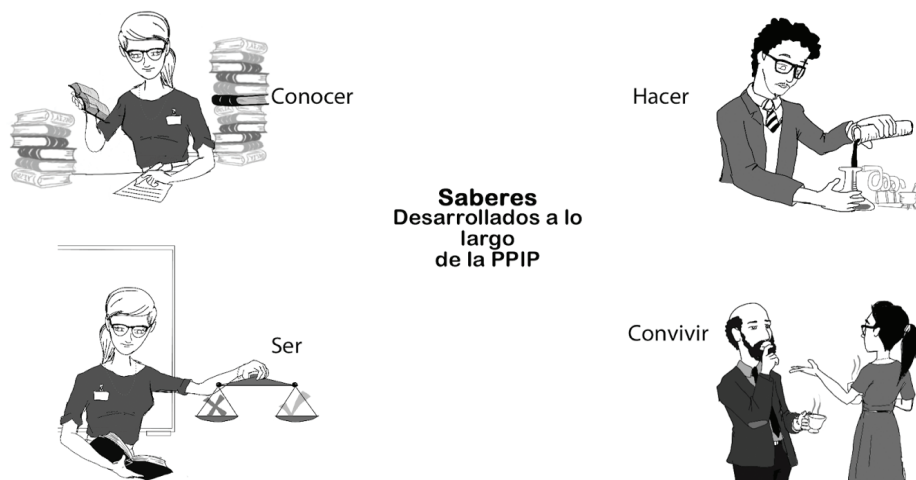 Conocer
Hacer
Saberes
Desarrollados a lo
largo
de la PPIP
Ser
Convivir